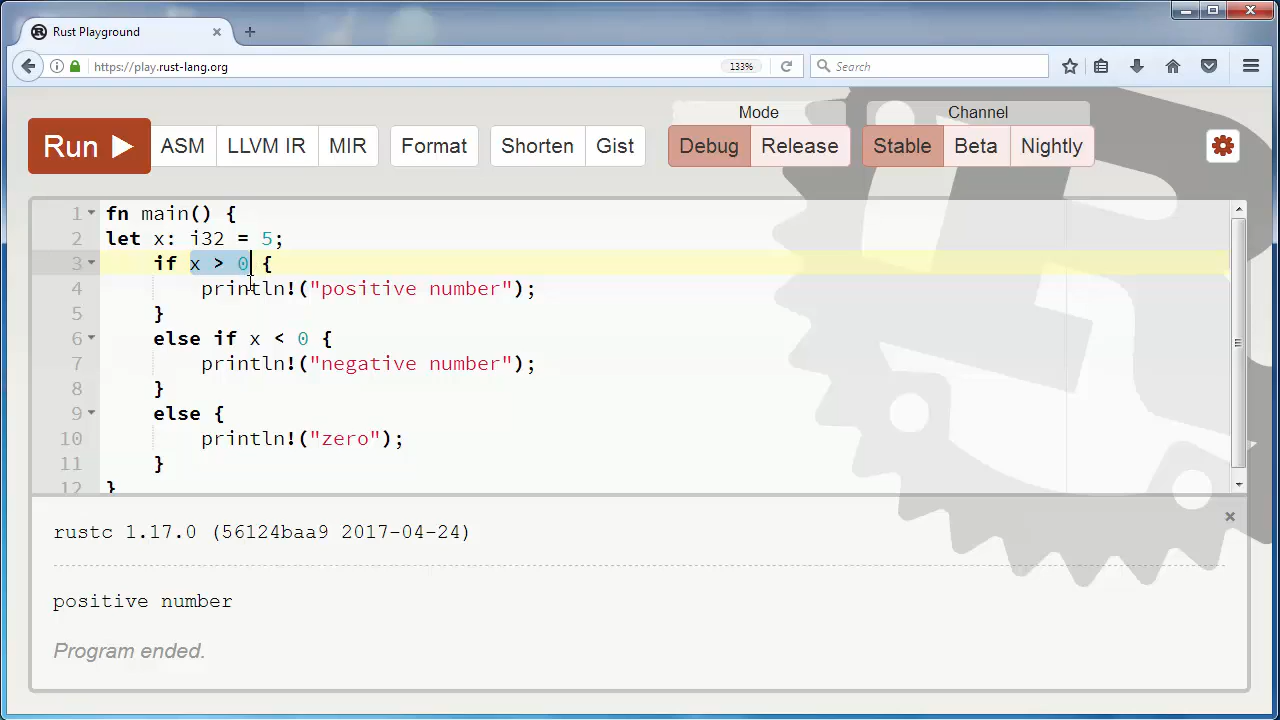 Rust Playground
https://play.rust-lang.org
133%
Search
Mode
Channel
Run
ASM
LLVM IR
MIR
Format
Shorten
Gist
Debug
Release
Stable
Beta
Nightly
1 fn main() {
2 let x: i32 = 5;
3 if x > 0 {
4 println!("positive number");
5 }
6 else if x < 0 {
7 println!("negative number");
8 }
9 else {
10 println!("zero");
11 }
12 }
rustc 1.17.0 (56124baa9 2017-04-24)
positive number
Program ended.